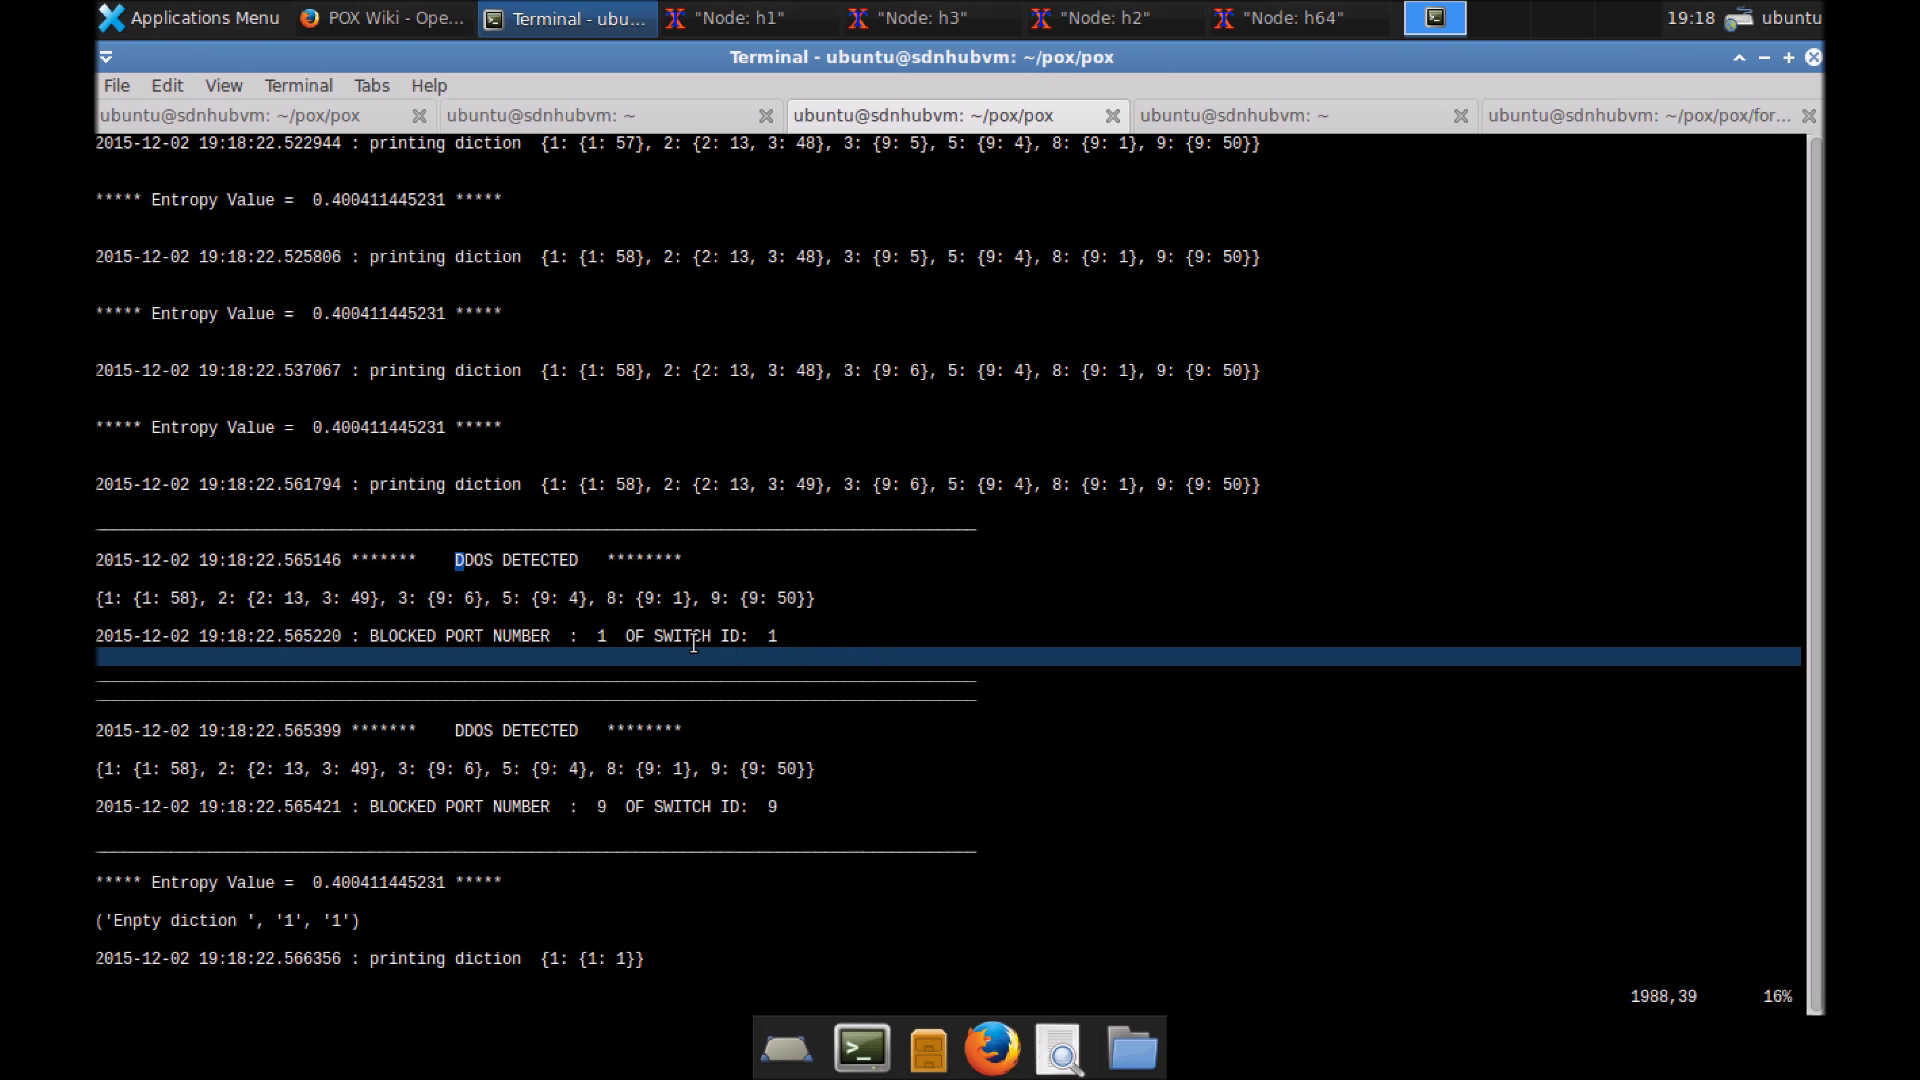 Applications Menu POX Wiki - Ope... Terminal - ubu... "Node: h1" "Node: h3" "Node: h2" "Node: h64" 19:18 ubuntu
Terminal - ubuntu@sdnhubvm: ~/pox/pox
File Edit View Terminal Tabs Help
ubuntu@sdnhubvm: ~/pox/pox ubuntu@sdnhubvm: ~ ubuntu@sdnhubvm: ~/pox/pox ubuntu@sdnhubvm: ~ ubuntu@sdnhubvm: ~/pox/pox/for...
2015-12-02 19:18:22.522944 : printing diction {1: {1: 57}, 2: {2: 13, 3: 48}, 3: {9: 5}, 5: {9: 4}, 8: {9: 1}, 9: {9: 50}}
***** Entropy Value = 0.400411445231 *****
2015-12-02 19:18:22.525806 : printing diction {1: {1: 58}, 2: {2: 13, 3: 48}, 3: {9: 5}, 5: {9: 4}, 8: {9: 1}, 9: {9: 50}}
***** Entropy Value = 0.400411445231 *****
2015-12-02 19:18:22.537067 : printing diction {1: {1: 58}, 2: {2: 13, 3: 48}, 3: {9: 6}, 5: {9: 4}, 8: {9: 1}, 9: {9: 50}}
***** Entropy Value = 0.400411445231 *****
2015-12-02 19:18:22.561794 : printing diction {1: {1: 58}, 2: {2: 13, 3: 49}, 3: {9: 6}, 5: {9: 4}, 8: {9: 1}, 9: {9: 50}}
2015-12-02 19:18:22.565146 ******* DDOS DETECTED ********
{1: {1: 58}, 2: {2: 13, 3: 49}, 3: {9: 6}, 5: {9: 4}, 8: {9: 1}, 9: {9: 50}}
2015-12-02 19:18:22.565220 : BLOCKED PORT NUMBER : 1 OF SWITCH ID: 1
2015-12-02 19:18:22.565399 ******* DDOS DETECTED ********
{1: {1: 58}, 2: {2: 13, 3: 49}, 3: {9: 6}, 5: {9: 4}, 8: {9: 1}, 9: {9: 50}}
2015-12-02 19:18:22.565421 : BLOCKED PORT NUMBER : 9 OF SWITCH ID: 9
***** Entropy Value = 0.400411445231 *****
('Enpty diction ', '1', '1')
2015-12-02 19:18:22.566356 : printing diction {1: {1: 1}}
1988,39 16%